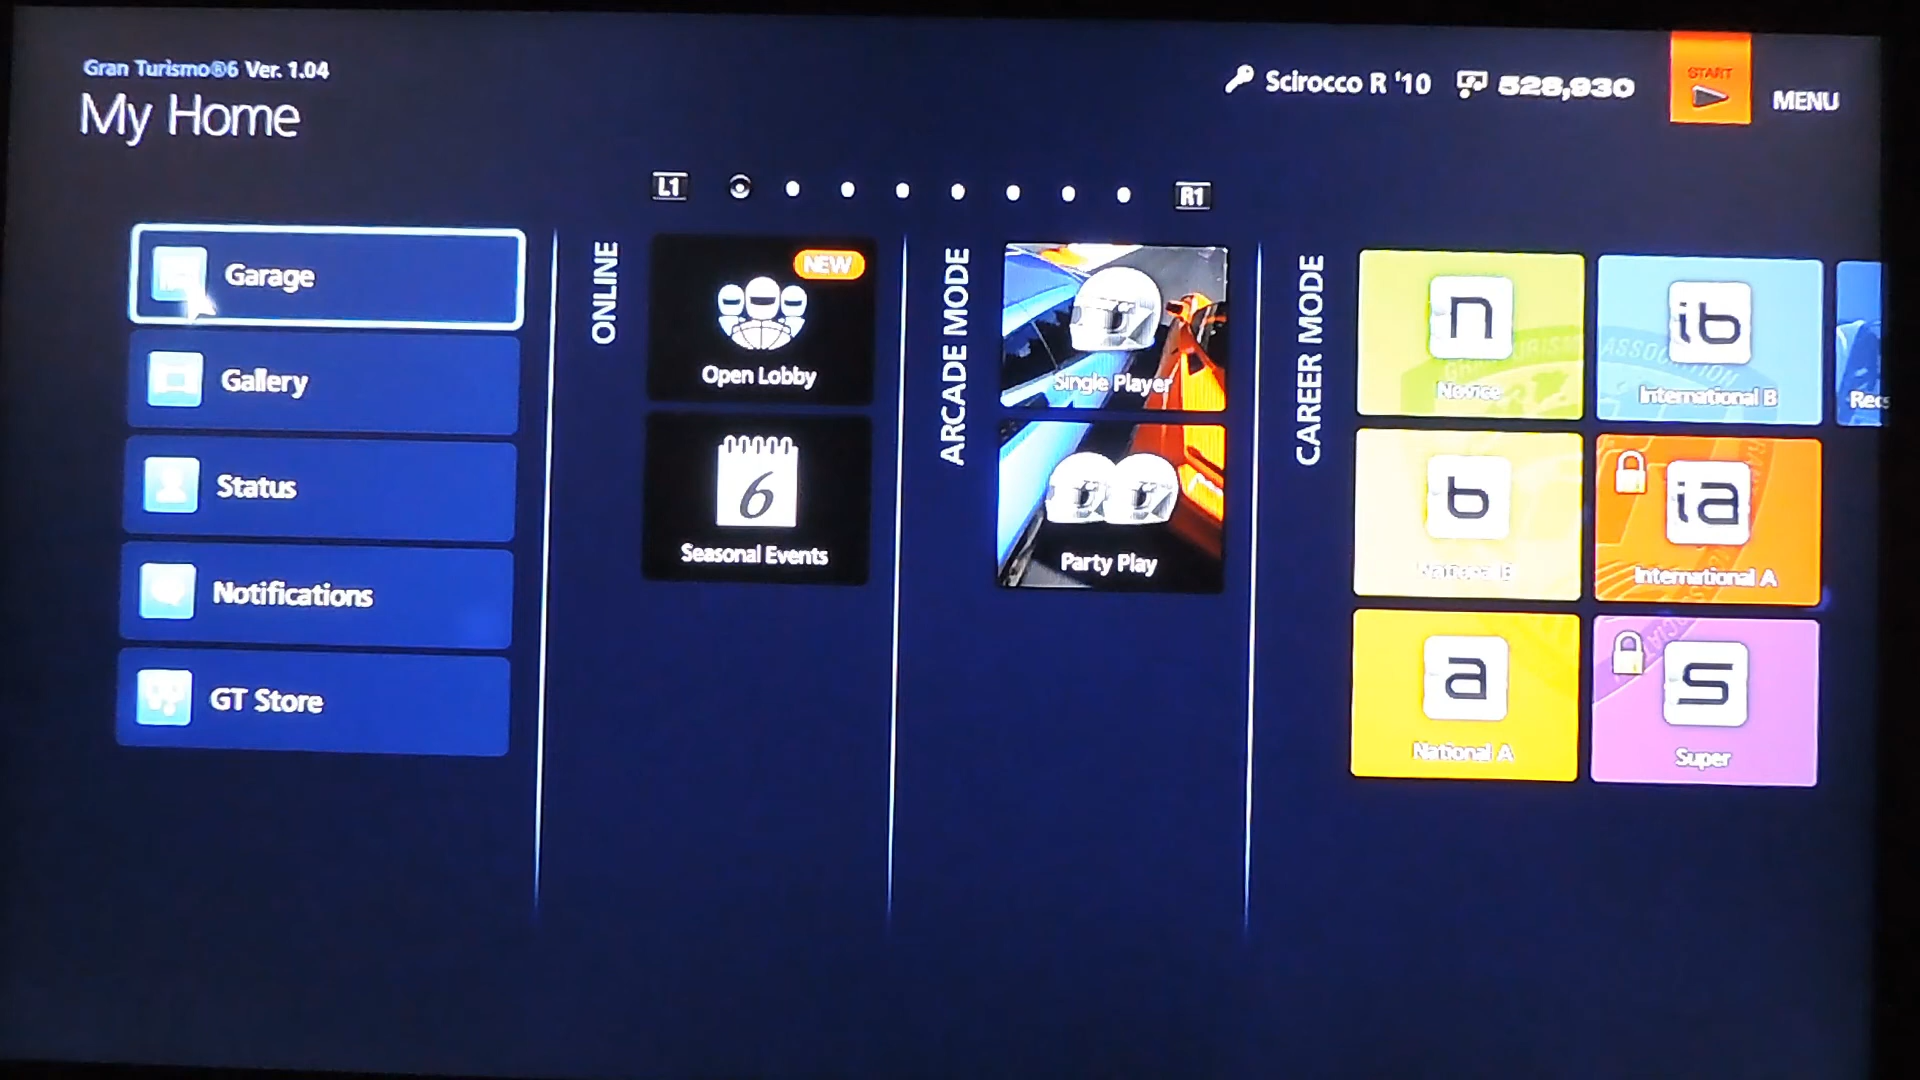 Gran Turismo®6 Ver. 1.04
My Home
Scirocco R '10
528,930
START
MENU
L1
R1
Garage
Gallery
Status
Notifications
GT Store
ONLINE
NEW
Open Lobby
6
Seasonal Events
ARCADE MODE
Single Player
Party Play
CAREER MODE
n
Novice
b
National B
a
National A
ib
International B
ia
International A
S
Super